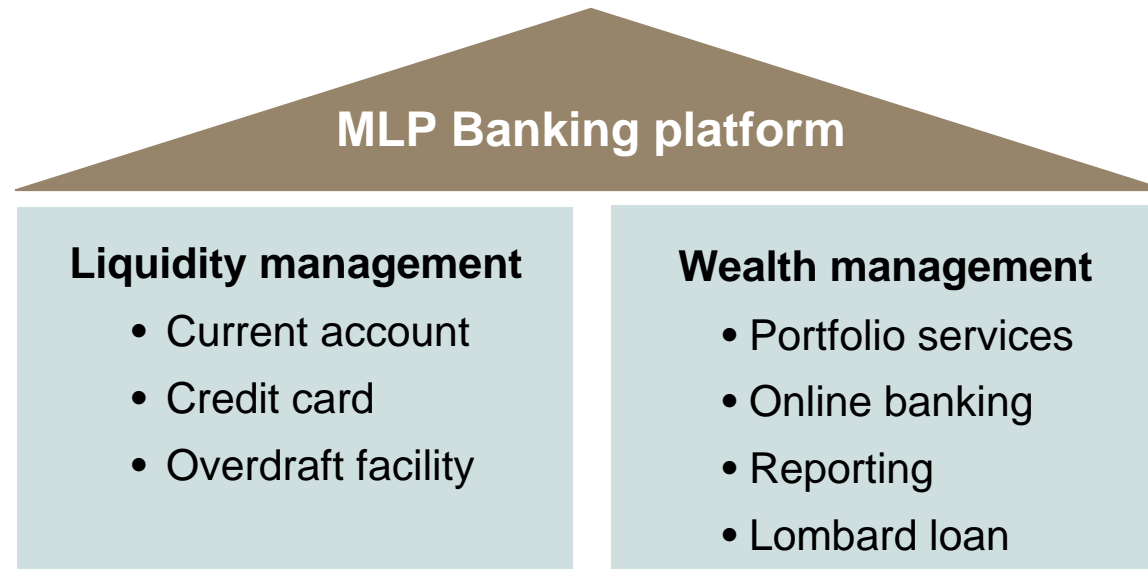 MLP Banking platform
Liquidity management
• Current account
• Credit card
• Overdraft facility
Wealth management
• Portfolio services
• Online banking
• Reporting
• Lombard loan